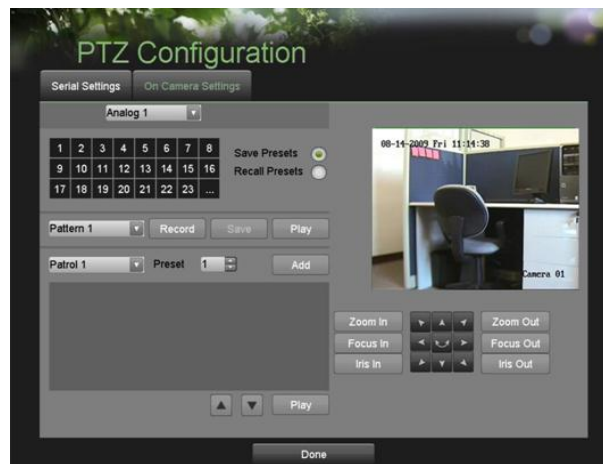 PTZ Configuration
Serial Settings On Camera Settings
Analog 1
1 2 3 4 5 6 7 8
9 10 11 12 13 14 15 16
17 18 19 20 21 22 23 ...
Save Presets
Recall Presets
Pattern 1 Record Save Play
Patrol 1 Preset 1 Add
Play
08-14-2009 Fri 11:14:38
Camera 01
Zoom In Zoom Out
Focus In Focus Out
Iris In Iris Out
Done